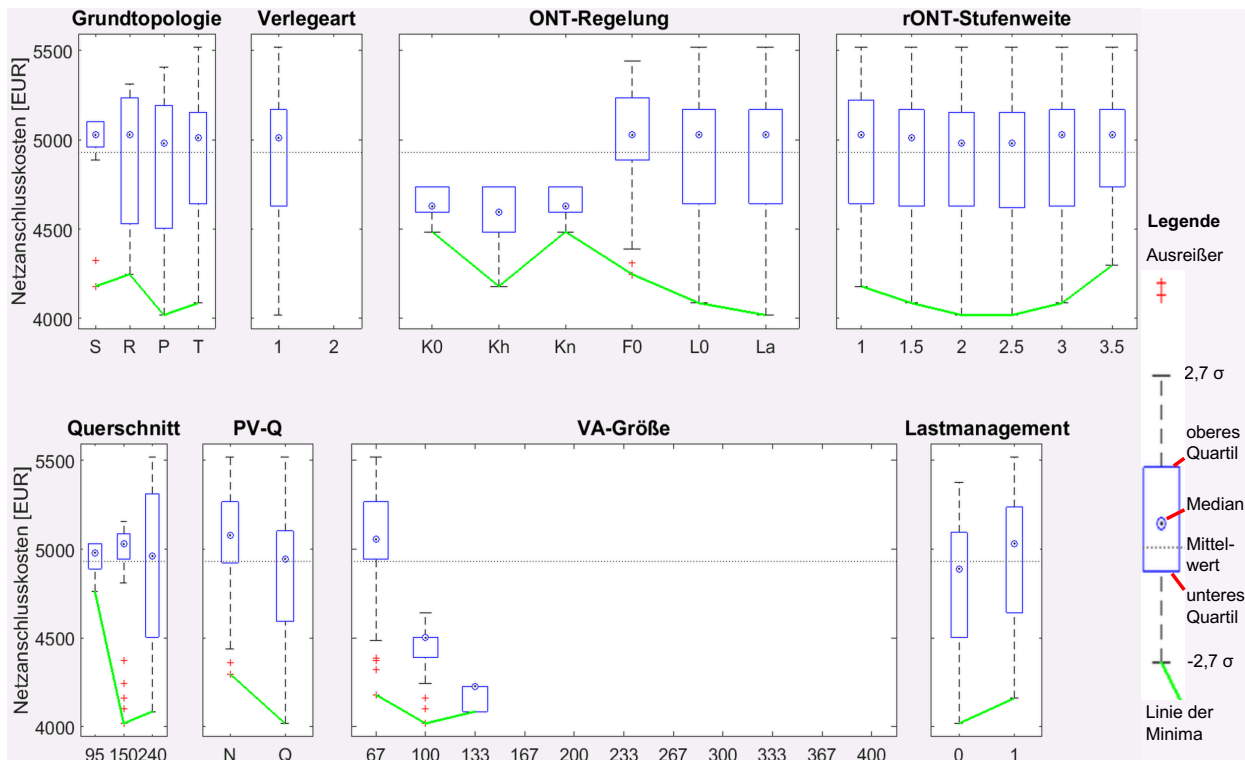 Grundtopologie
Verlegeart
ONT-Regelung
rONT-Stufenweite
Netzanschlusskosten [EUR]
5500
5000
4500
4000
S R P T
1 2
K0 Kh Kn F0 L0 La
1 1.5 2 2.5 3 3.5
Querschnitt
PV-Q
VA-Größe
Lastmanagement
Netzanschlusskosten [EUR]
5500
5000
4500
4000
95 150 240
N Q
67 100 133 167 200 233 267 300 333 367 400
0 1
Legende
Ausreißer
2,7 σ
oberes
Quartil
Median
Mittel-
wert
unteres
Quartil
-2,7 σ
Linie der
Minima